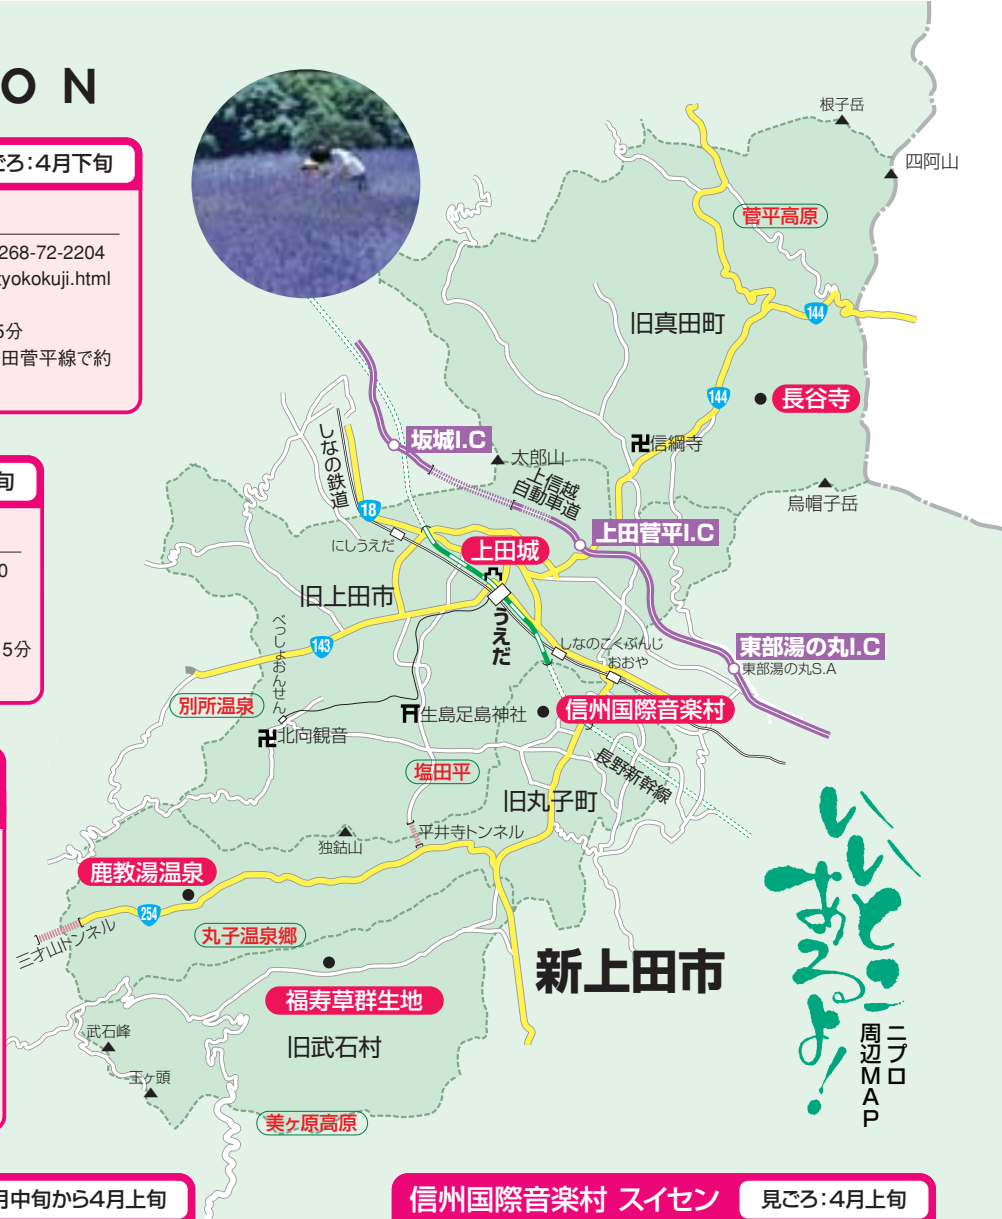 O N
ごろ：4月下旬
268-72-2204
tyokokuji.html
5分
田菅平線で約
旬
0
5分
根子岳
四阿山
菅平高原
旧真田町
144
144
長谷寺
坂城I.C
しなの鉄道
太郎山
卍信綱寺
上信越
自動車道
烏帽子岳
18
にしうえだ
上田城
上田菅平I.C
旧上田市
うえだ
べっしょおんせん
143
しなのこくぶんじ
おおや
東部湯の丸I.C
東部湯の丸S.A
別所温泉
生島足島神社
信州国際音楽村
卍北向観音
塩田平
長野新幹線
旧丸子町
独鈷山
平井寺トンネル
鹿教湯温泉
254
三才山トンネル
丸子温泉郷
新上田市
福寿草群生地
旧武石村
武石峰
王ヶ頭
美ヶ原高原
いいとこ
あるよ！
ニプロ
周辺MAP
月中旬から4月上旬
信州国際音楽村 スイセン
見ごろ：4月上旬